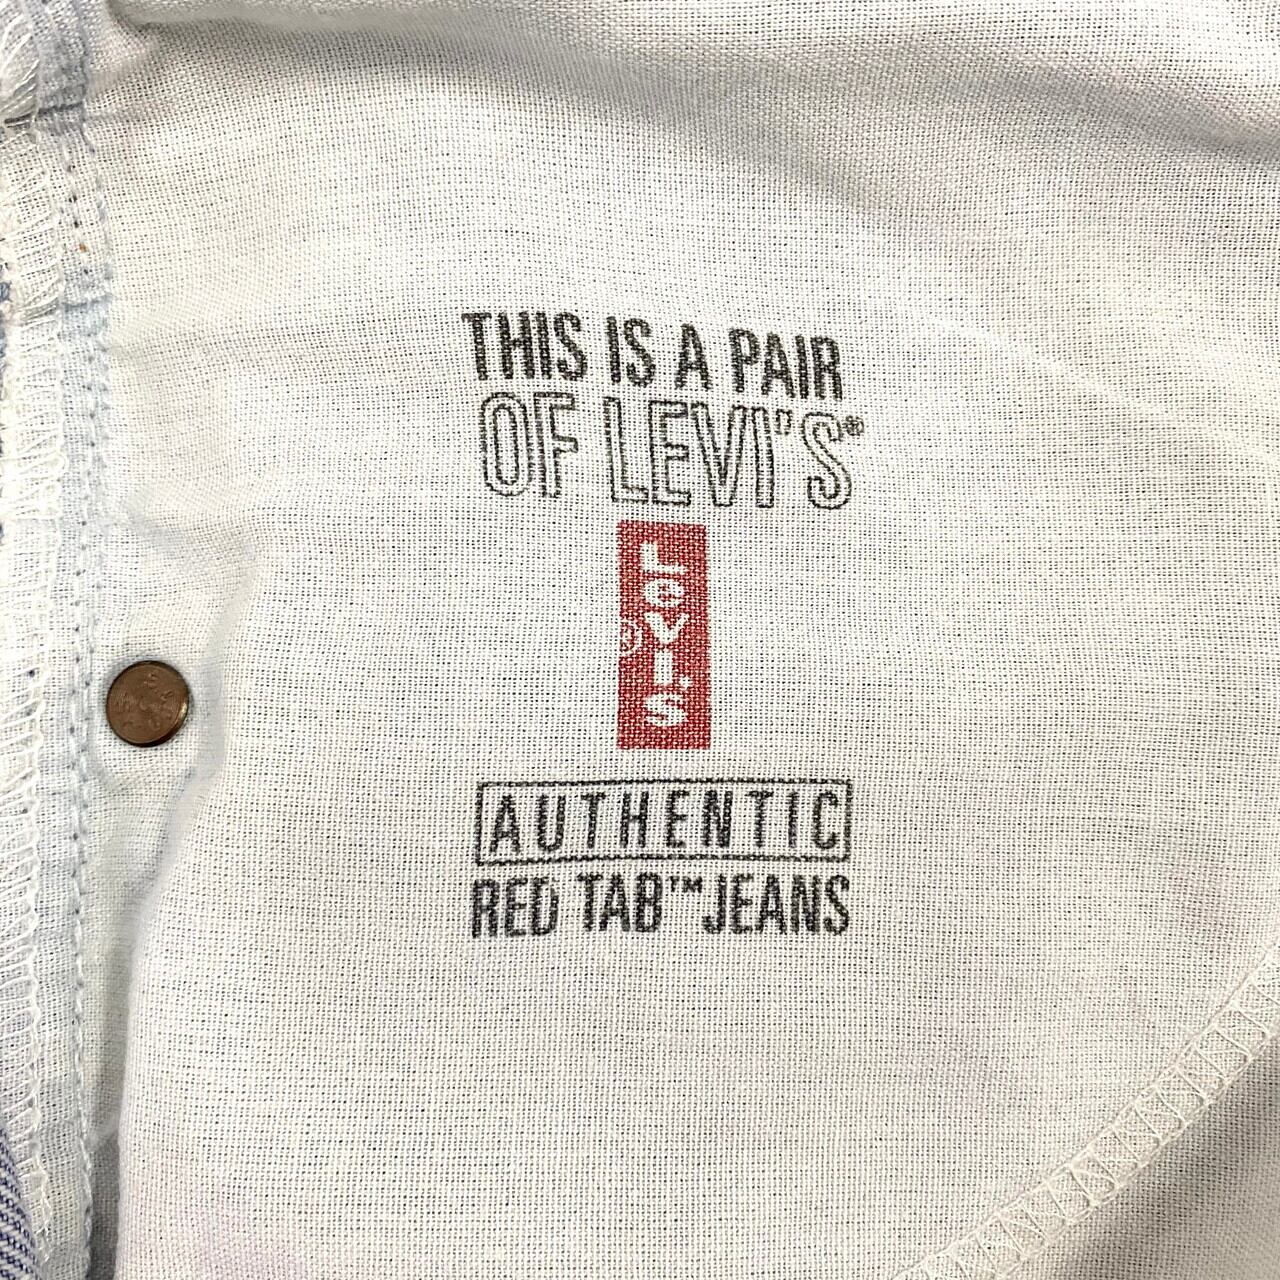 THIS IS A PAIR
OF LEVI'S®
LeVI'S
®
AUTHENTIC
RED TAB™ JEANS